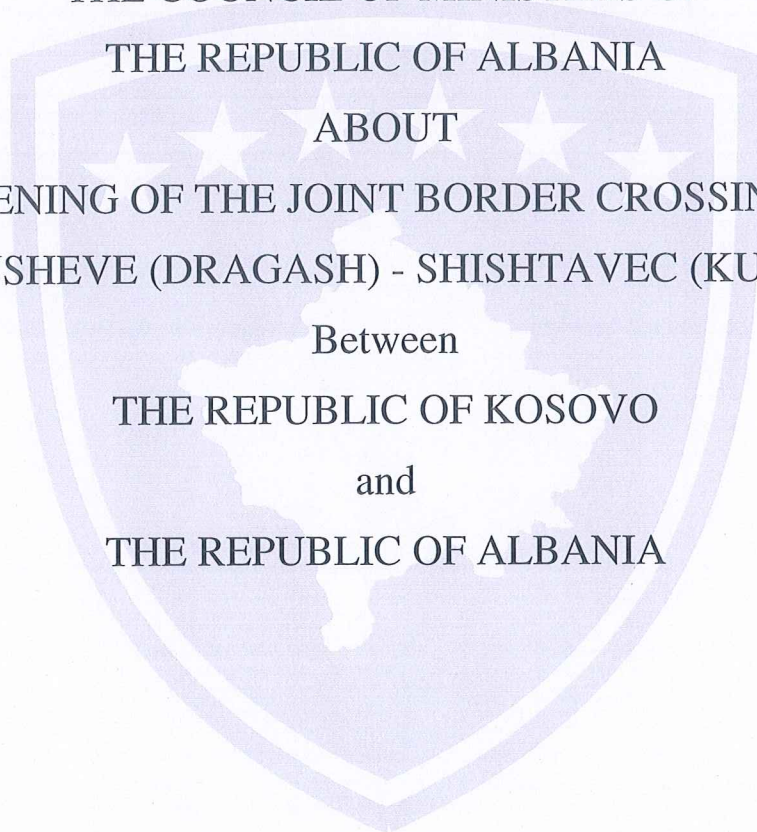 THE REPUBLIC OF ALBANIA
ABOUT
ENING OF THE JOINT BORDER CROSSIN
SHEVE (DRAGASH) - SHISHTAVEC (KU
Between
THE REPUBLIC OF KOSOVO
and
THE REPUBLIC OF ALBANIA